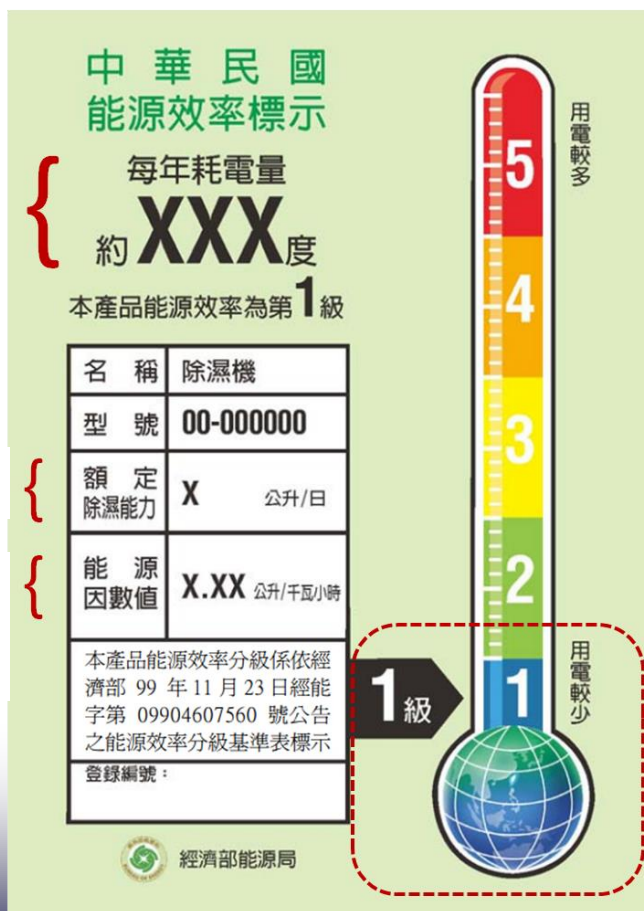 中華民國
能源效率標示
每年耗電量
約XXX度
本產品能源效率為第1級
名稱 除濕機
型號 00-000000
額定
除濕能力 X 公升/日
能源
因數值 X.XX 公升/千瓦小時
本產品能源效率分級係依經
濟部 99 年 11 月 23 日經能
字第 09904607560 號公告
之能源效率分級基準表標示
登錄編號：
經濟部能源局
用電較多
5
4
3
2
1
1級
用電較少